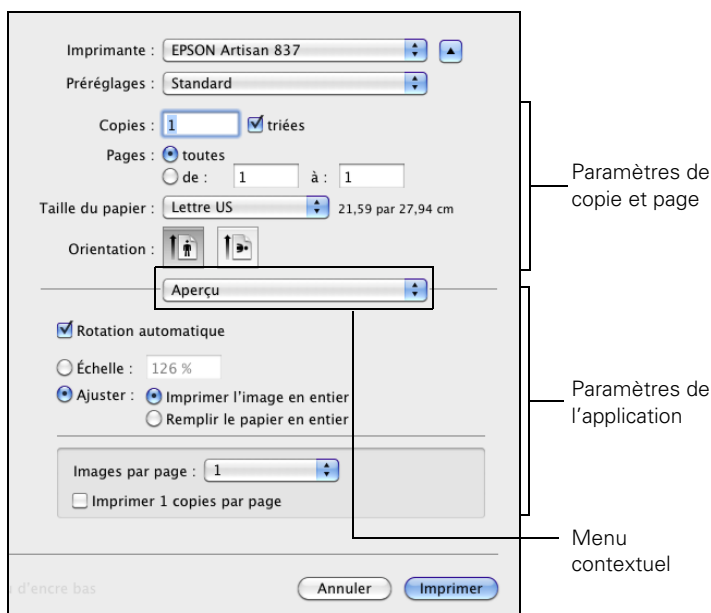 Imprimante : EPSON Artisan 837
Préréglages : Standard
Copies : 1 triées
Pages : toutes
de : 1 à : 1
Taille du papier : Lettre US 21,59 par 27,94 cm
Orientation :
Aperçu
Rotation automatique
Échelle : 126 %
Ajuster : Imprimer l'image en entier
Remplir le papier en entier
Images par page : 1
Imprimer 1 copies par page
d'encre bas
Annuler Imprimer
Paramètres de
copie et page
Paramètres de
l'application
Menu
contextuel